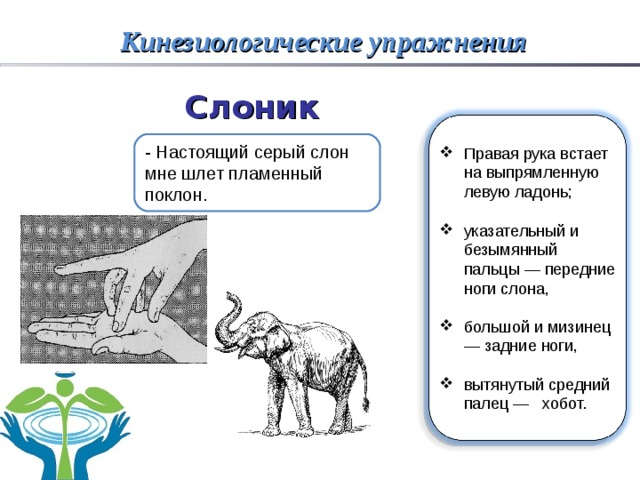 Кинезиологические упражнения
Слоник
- Настоящий серый слон
мне шлет пламенный
поклон.
Правая рука встает
на выпрямленную
левую ладонь;
указательный и
безымянный
пальцы — передние
ноги слона,
большой и мизинец
— задние ноги,
вытянутый средний
палец — хобот.